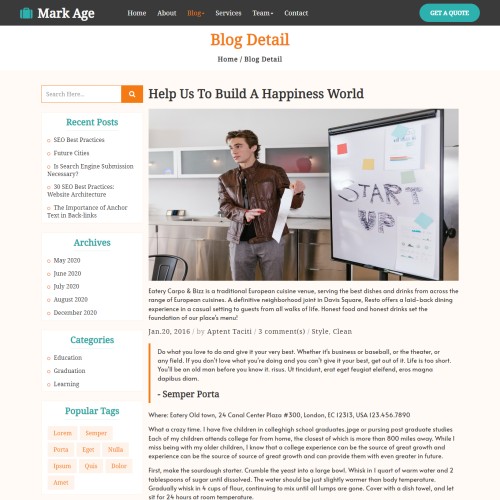 Mark Age
Home
About
Blog
Services
Team
Contact
GET A QUOTE
Blog Detail
Home / Blog Detail
Search Here..
Recent Posts
SEO Best Practices
Future Cities
Is Search Engine Submission
Necessary?
30 SEO Best Practices:
Website Architecture
The Importance of Anchor
Text in Back-links
Archives
May 2020
June 2020
July 2020
August 2020
December 2020
Categories
Education
Graduation
Learning
Popular Tags
Lorem
Semper
Porta
Eget
Nulla
Ipsum
Quis
Dolor
Amet
Help Us To Build A Happiness World
START
UP
Eatery Corpo & Bizz is a traditional European cuisine venue, serving the best dishes and drinks from across the
range of European cuisines. A definitive neighborhood joint in Davis Square, Resto offers a laid-back dining
experience in a casual setting to guests from all walks of life. Honest food and honest drinks set the
foundation of our place's menu!
Jan.20, 2016 / by Aptent Taciti / 3 comment(s) / Style, Clean
Do what you love to do and give it your very best. Whether it's business or baseball, or the theater, or
any field. If you don't love what you're doing and you can't give it your best, get out of it. Life is too short.
You'll be an old man before you know it. risus. Ut tincidunt, erat eget feugiat eleifend, eros magna
dapibus diam.
- Semper Porta
Where: Eatery Old town, 24 Canal Center Plaza #300, London, EC 12313, USA 123.456.7890
What a crazy time. I have five children in colleghigh school graduates.jpge or pursing post graduate studies
Each of my children attends college far from home, the closest of which is more than 800 miles away. While I
miss being with my older children, I know that a college experience can be the source of great growth and
experience can be the source of source of great growth and can provide them with even greater in future.
First, make the sourdough starter. Crumble the yeast into a large bowl. Whisk in 1 quart of warm water and 2
tablespoons of sugar until dissolved. The water should be just slightly warmer than body temperature.
Gradually whisk in 4 cups of flour, continuing to mix until all lumps are gone. Cover with a dish towel, and let
sit for 24 hours at room temperature.